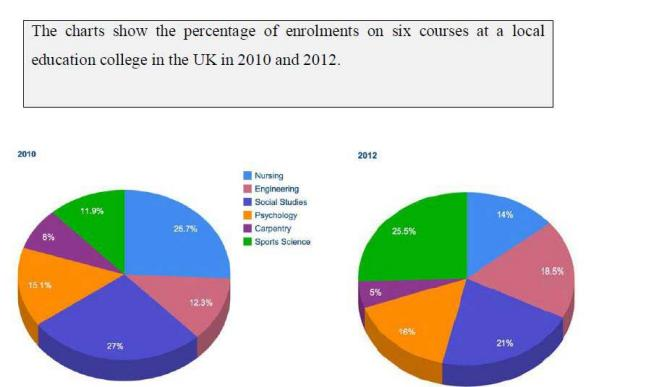 The charts show the percentage of enrolments on six courses at a local
education college in the UK in 2010 and 2012.
2010
2012
Nursing
Engineering
Social Studies
Psychology
Carpentry
Sports Science
11.9%
25.7%
8%
15.1%
12.3%
27%
14%
25.5%
18.5%
5%
16%
21%